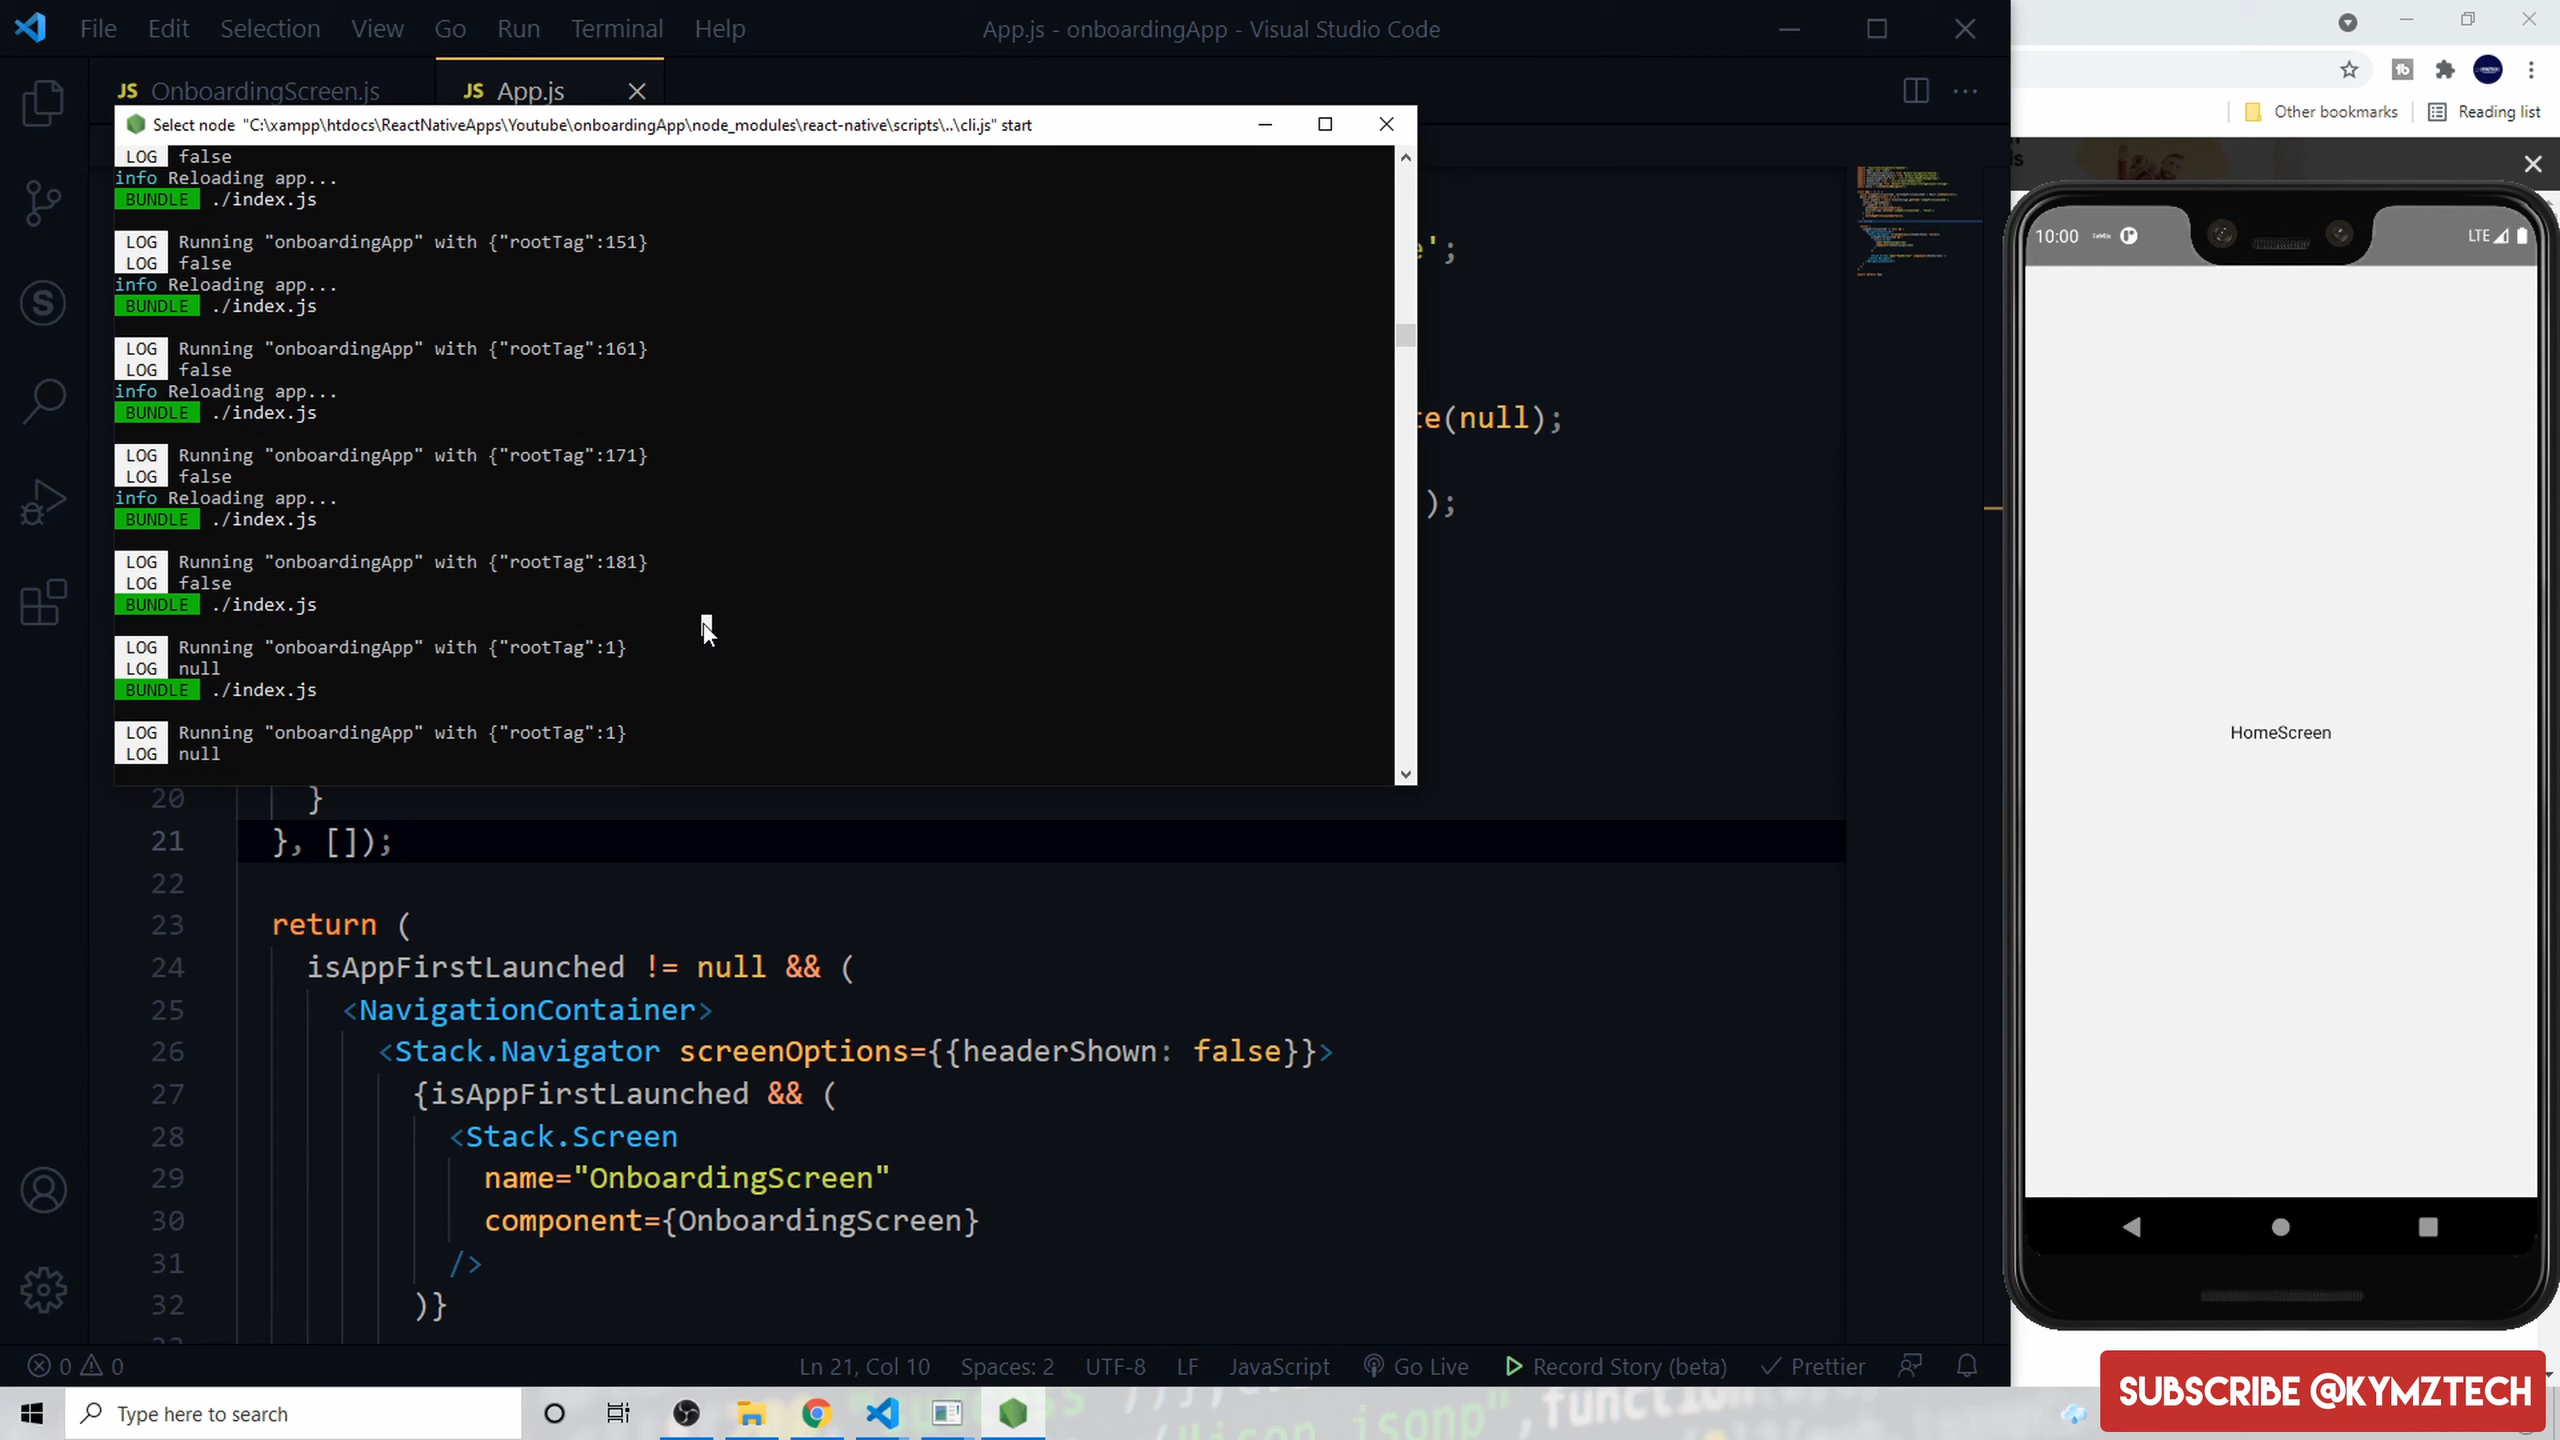 File Edit Selection View Go Run Terminal Help
App.js - onboardingApp - Visual Studio Code
JS OnboardingScreen.js
JS App.js
Other bookmarks
Reading list
Select node "C:\xampp\htdocs\ReactNativeApps\Youtube\onboardingApp\node_modules\react-native\scripts\..\cli.js" start
LOG false
info Reloading app...
BUNDLE ./index.js
LOG Running "onboardingApp" with {"rootTag":151}
LOG false
info Reloading app...
BUNDLE ./index.js
LOG Running "onboardingApp" with {"rootTag":161}
LOG false
info Reloading app...
BUNDLE ./index.js
LOG Running "onboardingApp" with {"rootTag":171}
LOG false
info Reloading app...
BUNDLE ./index.js
LOG Running "onboardingApp" with {"rootTag":181}
LOG false
BUNDLE ./index.js
LOG Running "onboardingApp" with {"rootTag":1}
LOG null
BUNDLE ./index.js
LOG Running "onboardingApp" with {"rootTag":1}
LOG null
e';
te(null);
);
20 }
21 }, []);
22
23 return (
24 isAppFirstLaunched != null && (
25 <NavigationContainer>
26 <Stack.Navigator screenOptions={{headerShown: false}}>
27 {isAppFirstLaunched && (
28 <Stack.Screen
29 name="OnboardingScreen"
30 component={OnboardingScreen}
31 />
32 )}
10:00
LTE
HomeScreen
0 0
Ln 21, Col 10 Spaces: 2 UTF-8 LF JavaScript Go Live Record Story (beta) Prettier
Type here to search
SUBSCRIBE @KYMZTECH